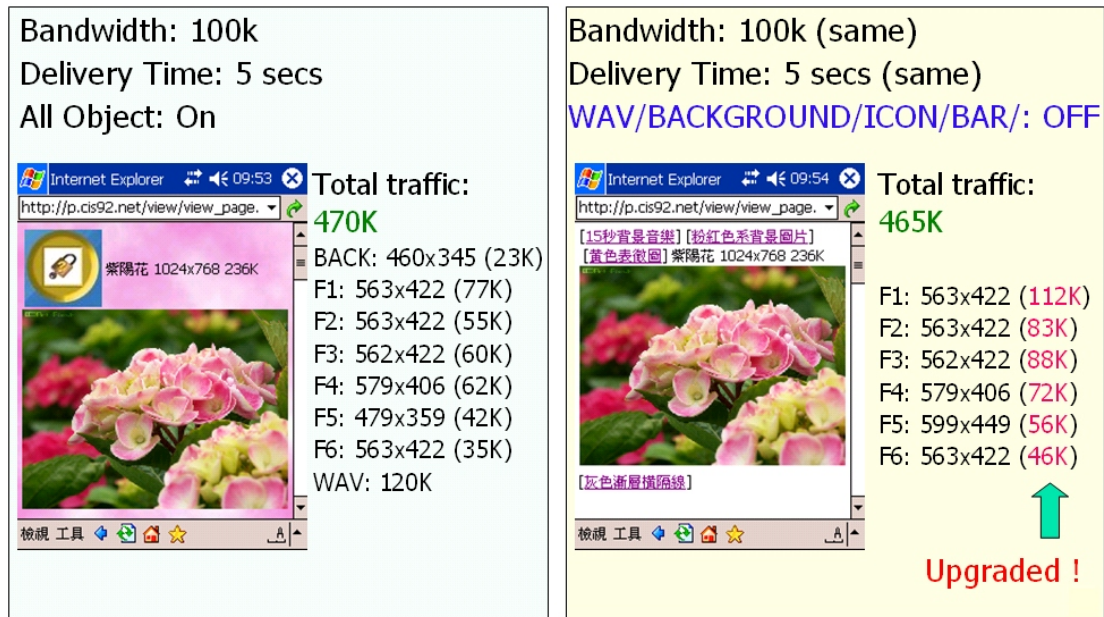 Bandwidth: 100k
Delivery Time: 5 secs
All Object: On
Internet Explorer 09:53
http://p.cis92.net/view/view_page.
紫陽花 1024x768 236K
檢視 工具
Total traffic:
470K
BACK: 460x345 (23K)
F1: 563x422 (77K)
F2: 563x422 (55K)
F3: 562x422 (60K)
F4: 579x406 (62K)
F5: 479x359 (42K)
F6: 563x422 (35K)
WAV: 120K
Bandwidth: 100k (same)
Delivery Time: 5 secs (same)
WAV/BACKGROUND/ICON/BAR/: OFF
Internet Explorer 09:54
http://p.cis92.net/view/view_page.
[15秒背景音樂] [粉紅色系背景圖片]
[黃色表徵圖] 紫陽花 1024x768 236K
[灰色漸層橫隔線]
檢視 工具
Total traffic:
465K
F1: 563x422 (112K)
F2: 563x422 (83K)
F3: 562x422 (88K)
F4: 579x406 (72K)
F5: 599x449 (56K)
F6: 563x422 (46K)
Upgraded !